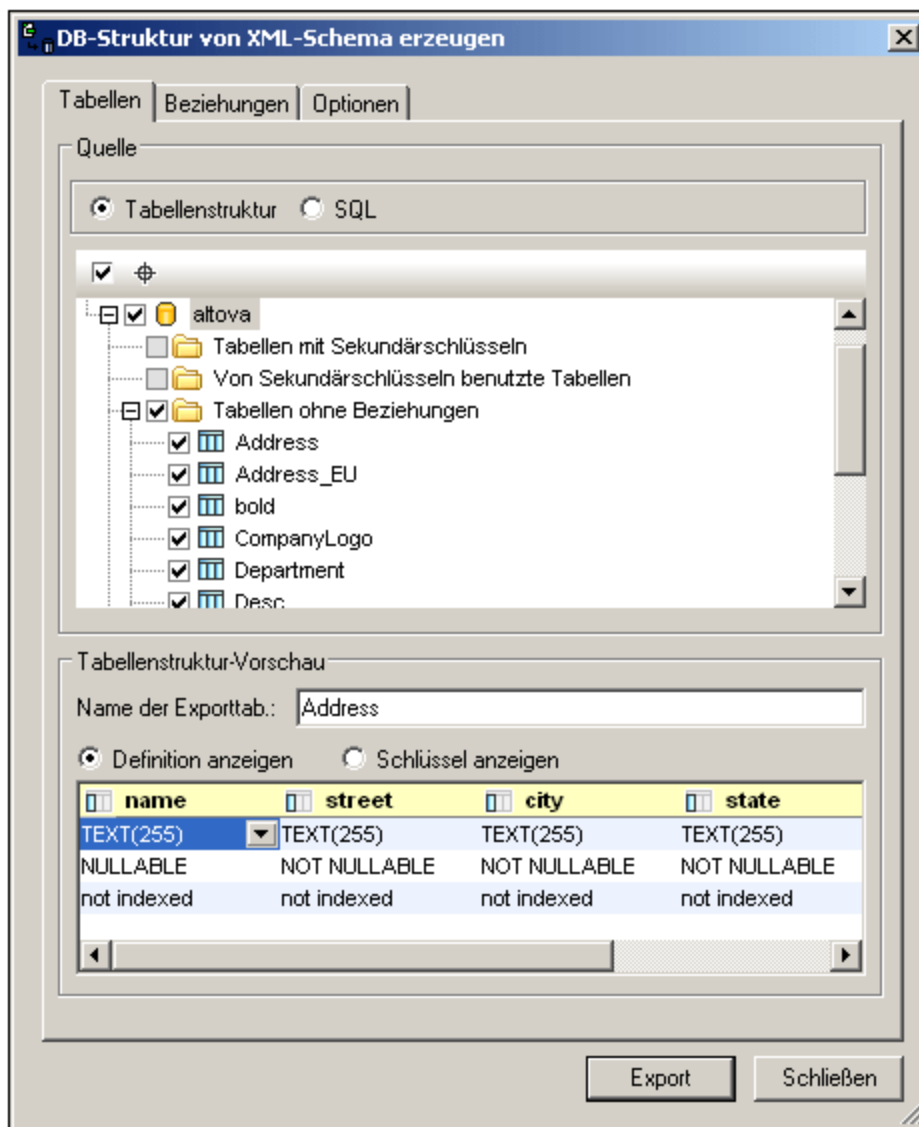 DB-Struktur von XML-Schema erzeugen
Tabellen Beziehungen Optionen
Quelle
Tabellenstruktur SQL
altova
Tabellen mit Sekundärschlüsseln
Von Sekundärschlüsseln benutzte Tabellen
Tabellen ohne Beziehungen
Address
Address_EU
bold
CompanyLogo
Department
Desc
Tabellenstruktur-Vorschau
Name der Exporttab.: Address
Definition anzeigen Schlüssel anzeigen
name street city state
TEXT(255) TEXT(255) TEXT(255) TEXT(255)
NULLABLE NOT NULLABLE NOT NULLABLE NOT NULLABLE
not indexed not indexed not indexed not indexed
Export Schließen